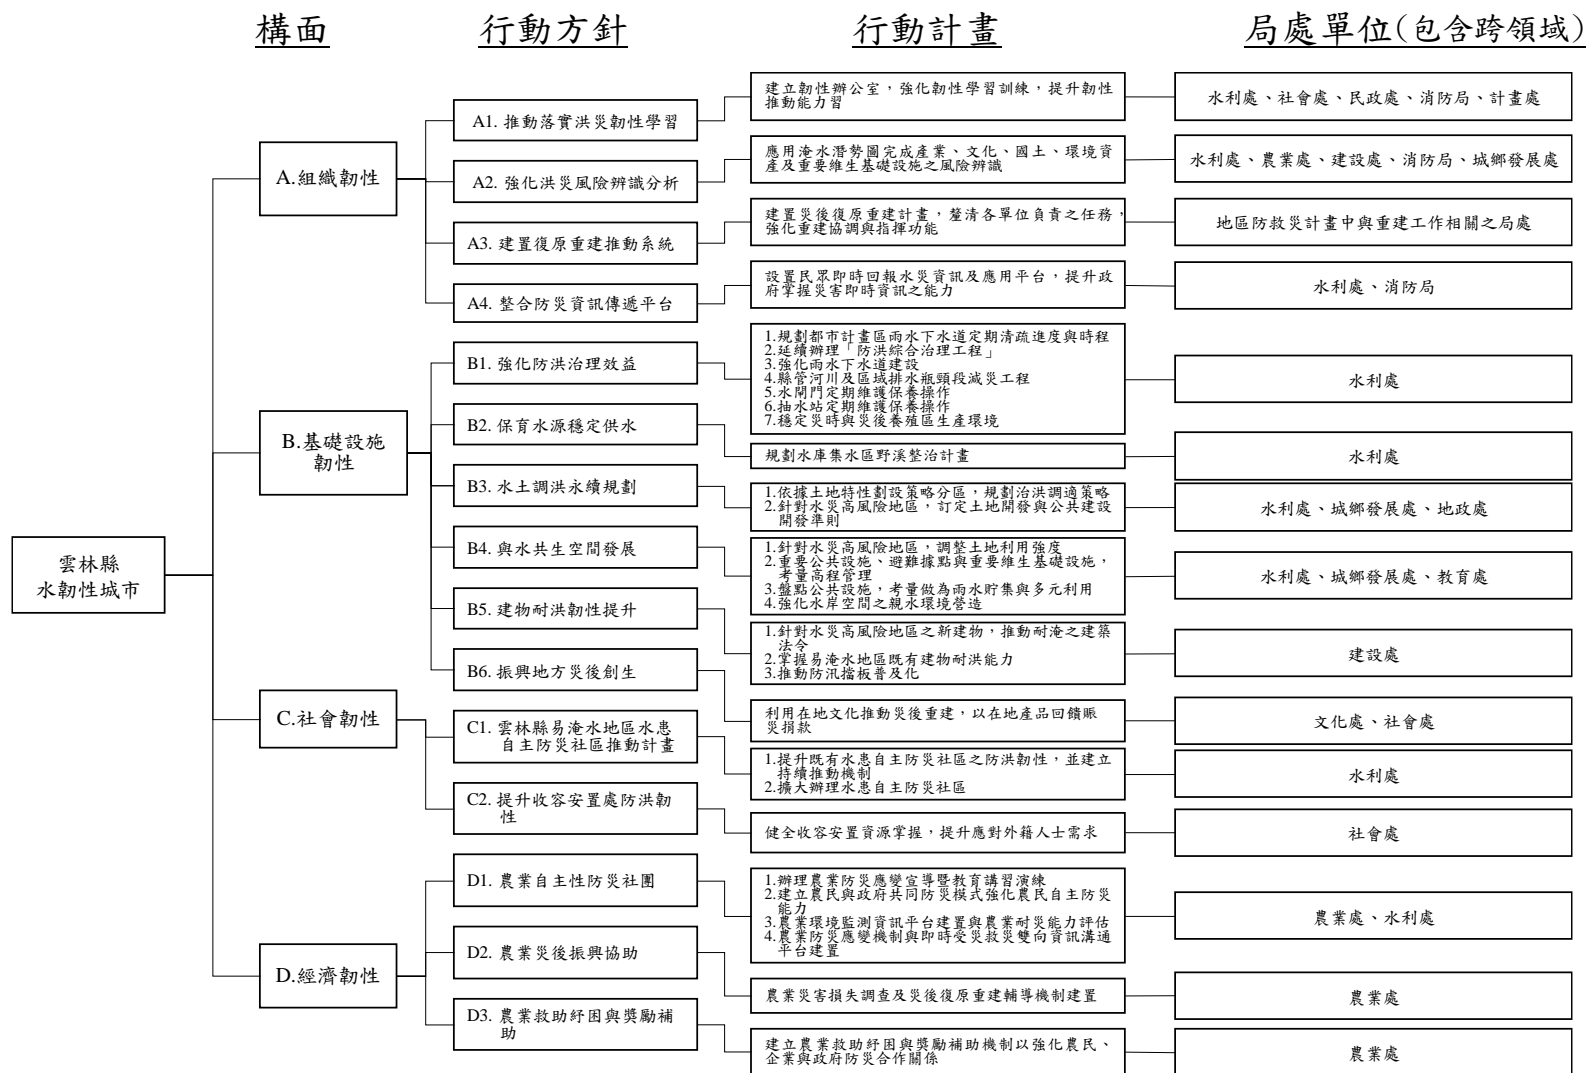 構面
行動方針
行動計畫
局處單位(包含跨領域)
雲林縣
水韌性城市
A.組織韌性
A1. 推動落實洪災韌性學習
建立韌性辦公室，強化韌性學習訓練，提升韌性
推動能力習
水利處、社會處、民政處、消防局、計畫處
A2. 強化洪災風險辨識分析
應用淹水潛勢圖完成產業、文化、國土、環境資
產及重要維生基礎設施之風險辨識
水利處、農業處、建設處、消防局、城鄉發展處
A3. 建置復原重建推動系統
建置災後復原重建計畫，釐清各單位負責之任務，
強化重建協調與指揮功能
地區防救災計畫中與重建工作相關之局處
A4. 整合防災資訊傳遞平台
設置民眾即時回報水災資訊及應用平台，提升政
府掌握災害即時資訊之能力
水利處、消防局
B.基礎設施
韌性
B1. 強化防洪治理效益
1.規劃都市計畫區雨水下水道定期清疏進度與時程
2.延續辦理「防洪綜合治理工程」
3.強化雨水下水道建設
4.縣管河川及區域排水瓶頸段減災工程
5.水閘門定期維護保養操作
6.抽水站定期維護保養操作
7.穩定災時與災後養殖區生產環境
水利處
B2. 保育水源穩定供水
規劃水庫集水區野溪整治計畫
水利處
B3. 水土調洪永續規劃
1.依據土地特性劃設策略分區，規劃治洪調適策略
2.針對水災高風險地區，訂定土地開發與公共建設
開發準則
水利處、城鄉發展處、地政處
B4. 與水共生空間發展
1.針對水災高風險地區，調整土地利用強度
2.重要公共設施、避難據點與重要維生基礎設施，
考量高程管理
3.盤點公共設施，考量做為雨水貯集與多元利用
4.強化水岸空間之親水環境營造
水利處、城鄉發展處、教育處
B5. 建物耐洪韌性提升
1.針對水災高風險地區之新建物，推動耐淹之建築
法令
2.掌握易淹水地區既有建物耐洪能力
3.推動防汛擋板普及化
建設處
B6. 振興地方災後創生
利用在地文化推動災後重建，以在地產品回饋賑
災捐款
文化處、社會處
C.社會韌性
C1. 雲林縣易淹水地區水患
自主防災社區推動計畫
1.提升既有水患自主防災社區之防洪韌性，並建立
持續推動機制
2.擴大辦理水患自主防災社區
水利處
C2. 提升收容安置處防洪韌
性
健全收容安置資源掌握，提升應對外籍人士需求
社會處
D.經濟韌性
D1. 農業自主性防災社團
1.辦理農業防災應變宣導暨教育講習演練
2.建立農民與政府共同防災模式強化農民自主防災
能力
3.農業環境監測資訊平台建置與農業耐災能力評估
4.農業防災應變機制與即時受災救災雙向資訊溝通
平台建置
農業處、水利處
D2. 農業災後振興協助
農業災害損失調查及災後復原重建輔導機制建置
農業處
D3. 農業救助紓困與獎勵補
助
建立農業救助紓困與獎勵補助機制以強化農民、
企業與政府防災合作關係
農業處